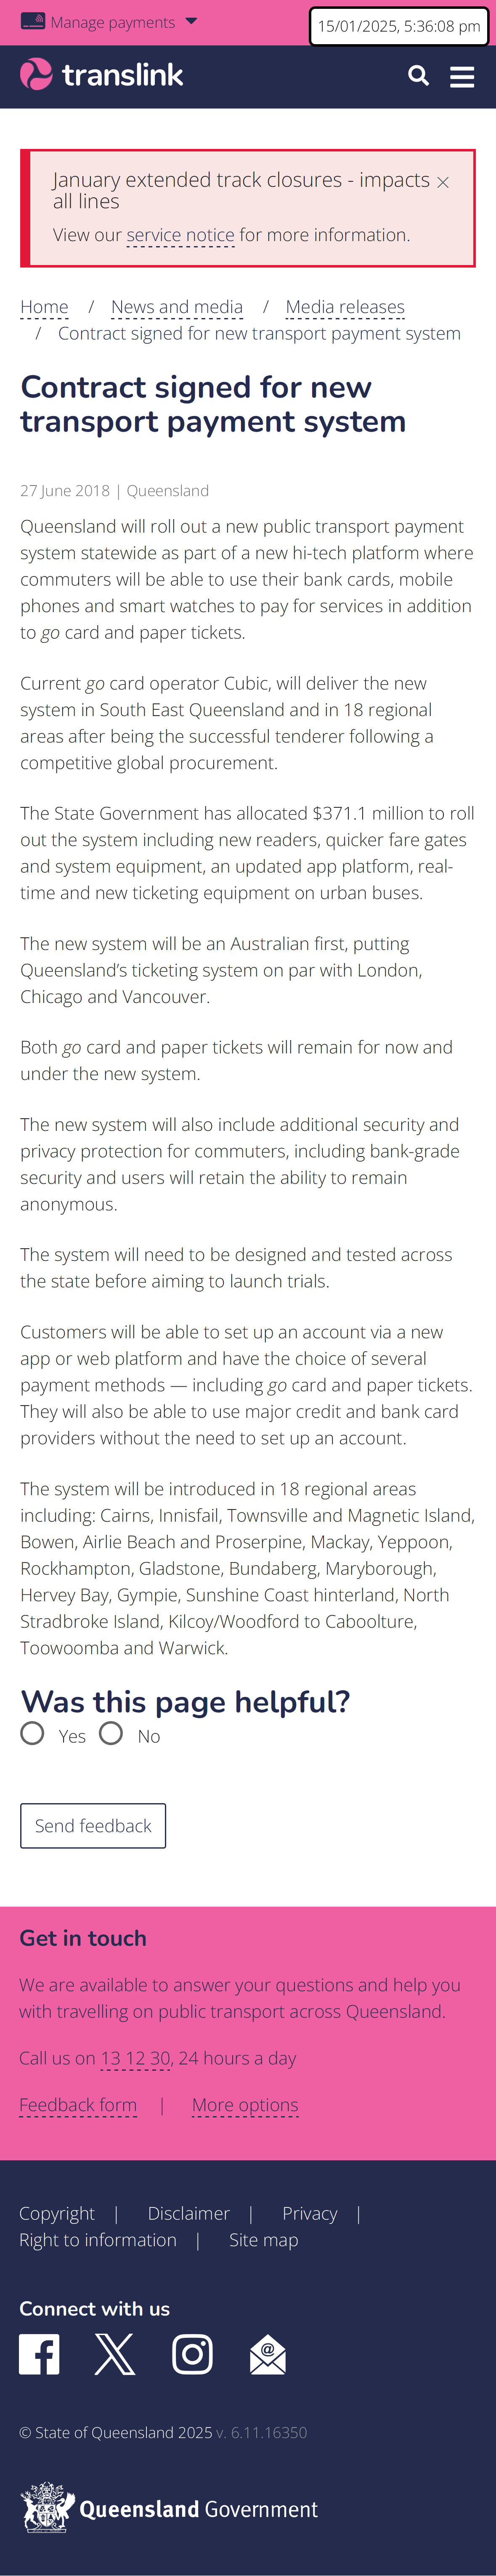 Manage payments
15/01/2025, 5:36:08 pm
translink
January extended track closures - impacts
all lines
View our service notice for more information.
Home / News and media / Media releases
/ Contract signed for new transport payment system
Contract signed for new
transport payment system
27 June 2018 | Queensland
Queensland will roll out a new public transport payment
system statewide as part of a new hi-tech platform where
commuters will be able to use their bank cards, mobile
phones and smart watches to pay for services in addition
to go card and paper tickets.
Current go card operator Cubic, will deliver the new
system in South East Queensland and in 18 regional
areas after being the successful tenderer following a
competitive global procurement.
The State Government has allocated $371.1 million to roll
out the system including new readers, quicker fare gates
and system equipment, an updated app platform, real-
time and new ticketing equipment on urban buses.
The new system will be an Australian first, putting
Queensland’s ticketing system on par with London,
Chicago and Vancouver.
Both go card and paper tickets will remain for now and
under the new system.
The new system will also include additional security and
privacy protection for commuters, including bank-grade
security and users will retain the ability to remain
anonymous.
The system will need to be designed and tested across
the state before aiming to launch trials.
Customers will be able to set up an account via a new
app or web platform and have the choice of several
payment methods — including go card and paper tickets.
They will also be able to use major credit and bank card
providers without the need to set up an account.
The system will be introduced in 18 regional areas
including: Cairns, Innisfail, Townsville and Magnetic Island,
Bowen, Airlie Beach and Proserpine, Mackay, Yeppoon,
Rockhampton, Gladstone, Bundaberg, Maryborough,
Hervey Bay, Gympie, Sunshine Coast hinterland, North
Stradbroke Island, Kilcoy/Woodford to Caboolture,
Toowoomba and Warwick.
Was this page helpful?
Yes No
Send feedback
Get in touch
We are available to answer your questions and help you
with travelling on public transport across Queensland.
Call us on 13 12 30, 24 hours a day
Feedback form | More options
Copyright | Disclaimer | Privacy |
Right to information | Site map
Connect with us
© State of Queensland 2025 v. 6.11.16350
Queensland Government